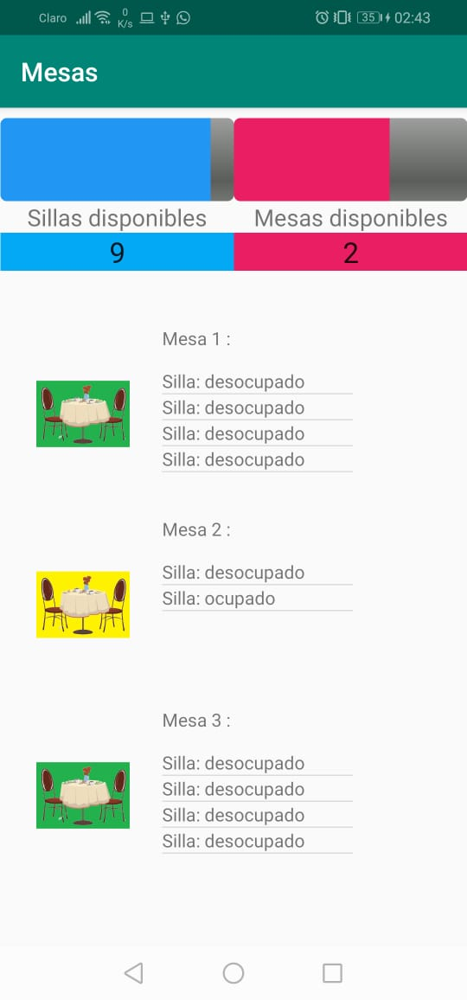 Claro 0 K/s 35 02:43
Mesas
Sillas disponibles Mesas disponibles
9 2
Mesa 1 :
Silla: desocupado
Silla: desocupado
Silla: desocupado
Silla: desocupado
Mesa 2 :
Silla: desocupado
Silla: ocupado
Mesa 3 :
Silla: desocupado
Silla: desocupado
Silla: desocupado
Silla: desocupado